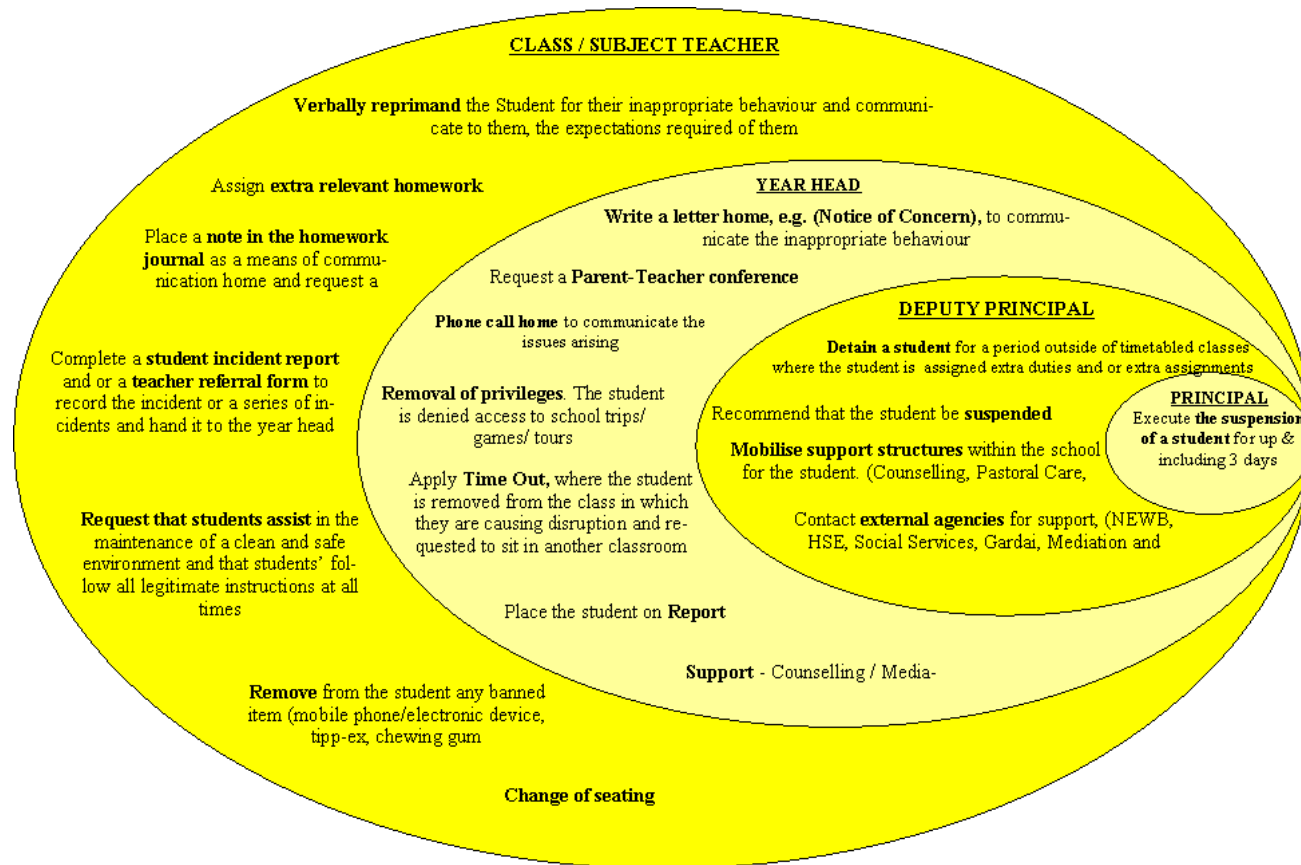 CLASS / SUBJECT TEACHER
Verbally reprimand the Student for their inappropriate behaviour and communi-
cate to them, the expectations required of them
Assign extra relevant homework
Place a note in the homework
journal as a means of commu-
nication home and request a
Complete a student incident report
and or a teacher referral form to
record the incident or a series of in-
cidents and hand it to the year head
Request that students assist in the
maintenance of a clean and safe
environment and that students’ fol-
low all legitimate instructions at all
times
Remove from the student any banned
item (mobile phone/electronic device,
tipp-ex, chewing gum
Change of seating
YEAR HEAD
Write a letter home, e.g. (Notice of Concern), to commu-
nicate the inappropriate behaviour
Request a Parent-Teacher conference
Phone call home to communicate the
issues arising
Removal of privileges. The student
is denied access to school trips/
games/ tours
Apply Time Out, where the student
is removed from the class in which
they are causing disruption and re-
quested to sit in another classroom
Place the student on Report
Support - Counselling / Media-
DEPUTY PRINCIPAL
Detain a student for a period outside of timetabled classes
where the student is assigned extra duties and or extra assignments
Recommend that the student be suspended
Mobilise support structures within the school
for the student. (Counselling, Pastoral Care,
Contact external agencies for support, (NEWB,
HSE, Social Services, Gardai, Mediation and
PRINCIPAL
Execute the suspension
of a student for up &
including 3 days